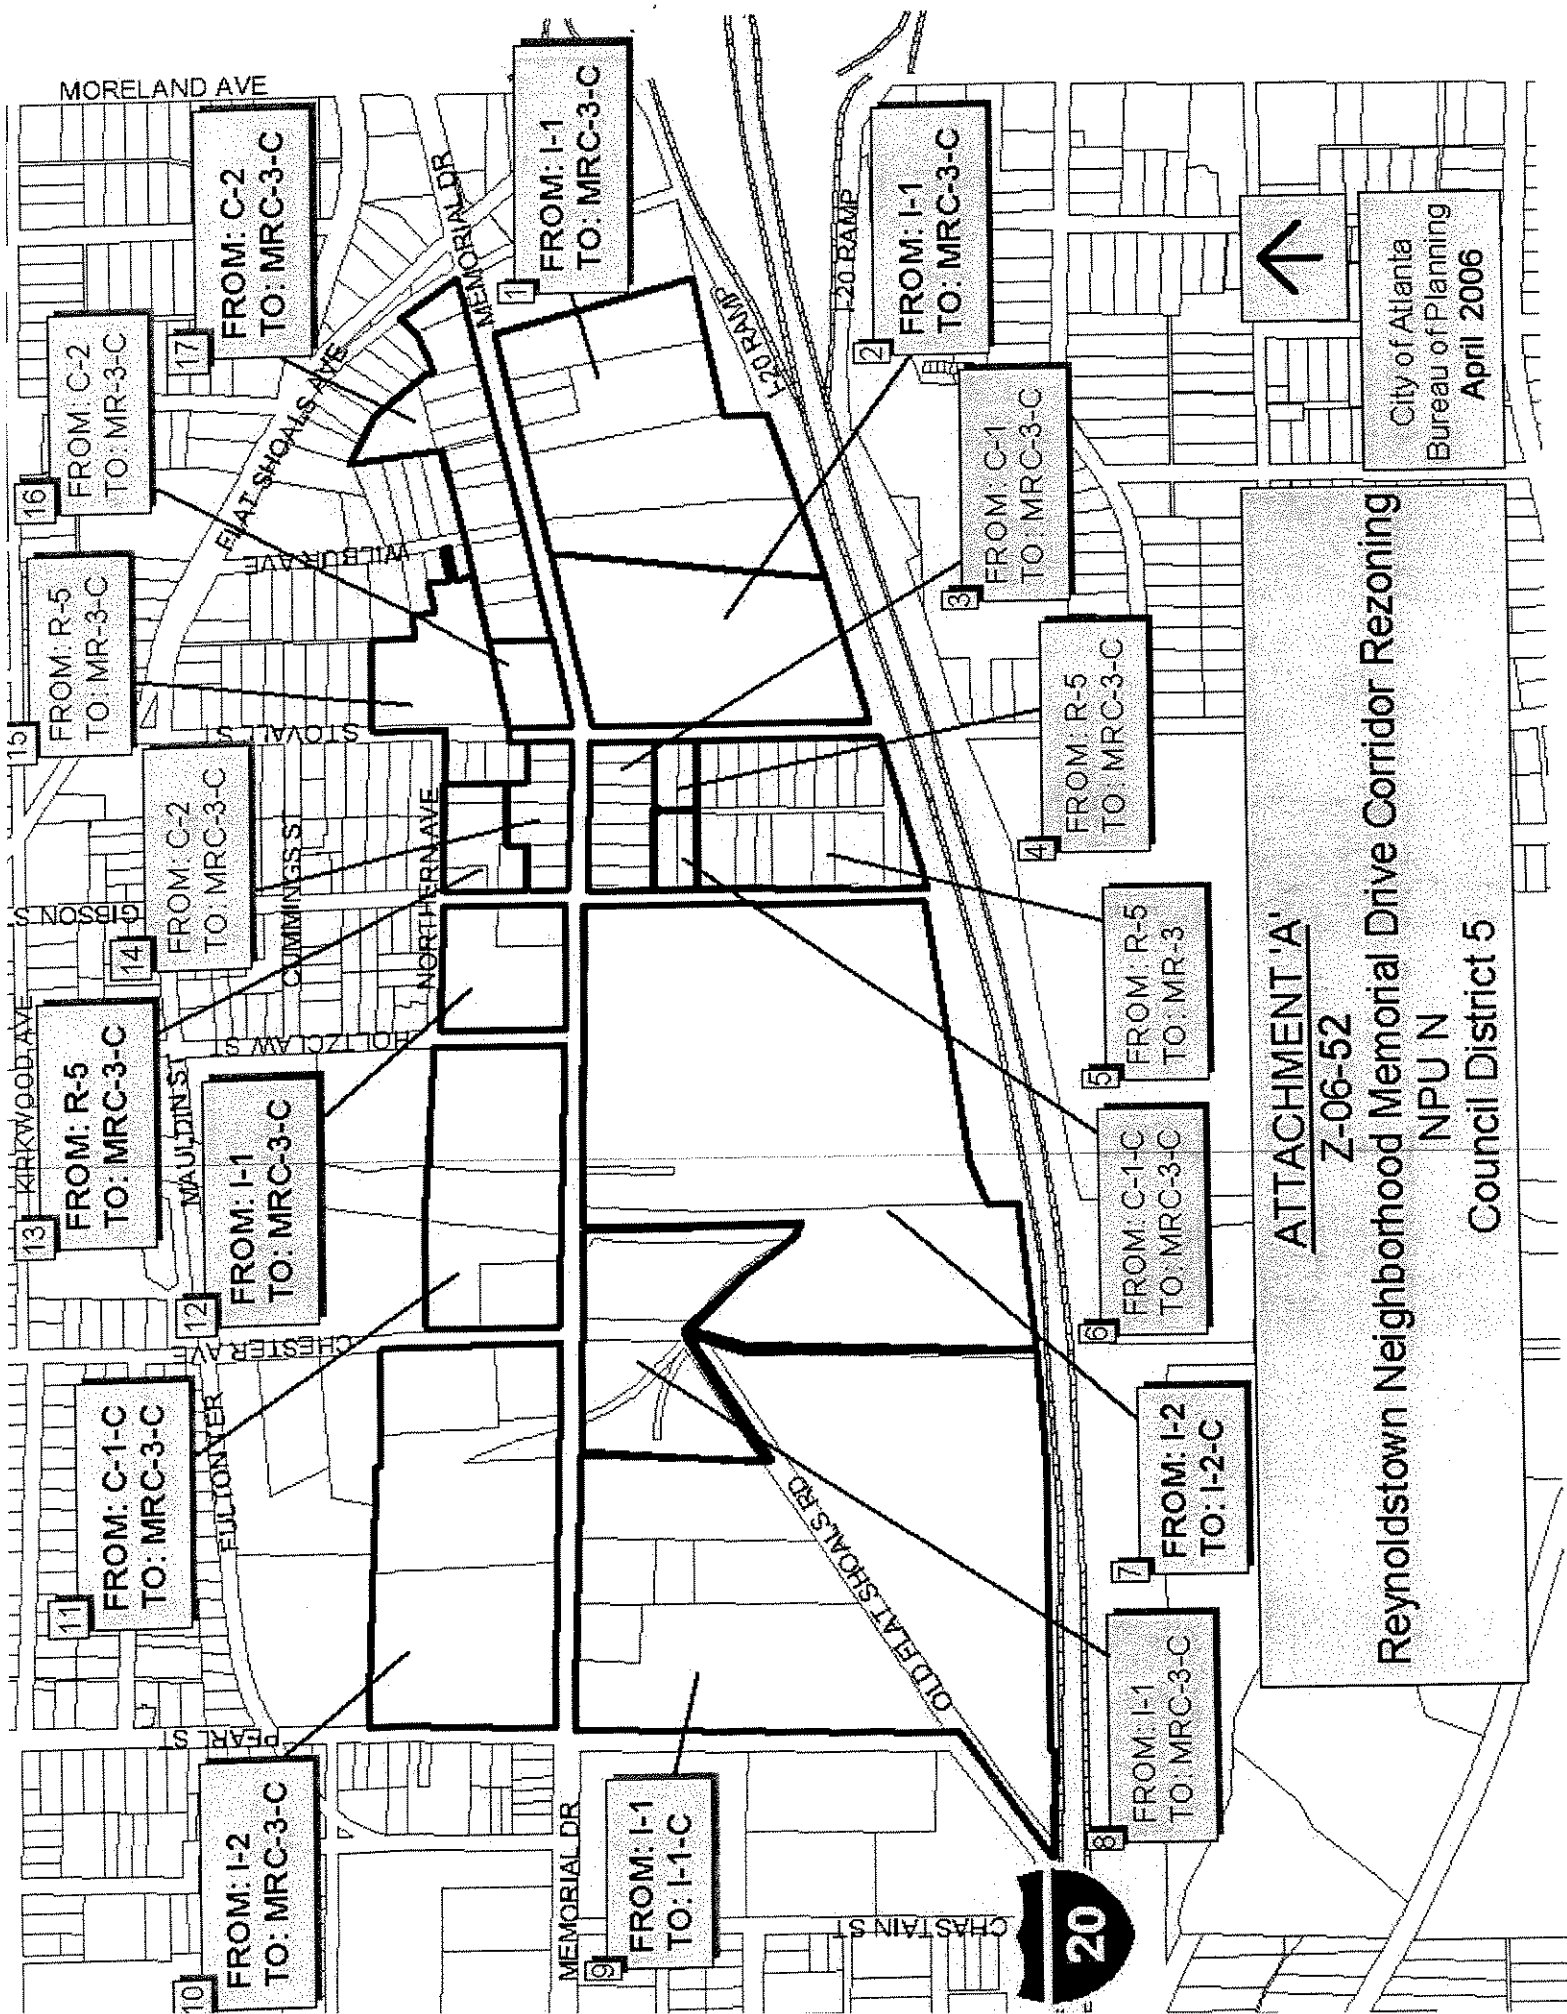 10
FROM: I-2
TO: MRC-3-C
11
FROM: C-1-C
TO: MRC-3-C
12
FROM: I-1
TO: MRC-3-C
13
FROM: R-5
TO: MRC-3-C
14
FROM: C-2
TO: MRC-3-C
15
FROM: R-5
TO: MR-3-C
16
FROM: C-2
TO: MR-3-C
17
FROM: C-2
TO: MRC-3-C
MORELAND AVE
KIRKWOOD AVE
MAULDIN ST
FULTON TER
PEARL ST
CHESTER AVE
HOLTZCLAW ST
GIBSON S
CUMMINGS ST
NORTHERN AVE
STOVALL ST
WILBUR AVE
FLAT SHOALS AVE
MEMORIAL DR
MEMORIAL DR
1
FROM: I-1
TO: MRC-3-C
I-20 RAMP
I-20 RAMP
OLD FLAT SHOALS RD
CHASTAIN ST
20
9
FROM: I-1
TO: I-1-C
8
FROM: I-1
TO: MRC-3-C
7
FROM: I-2
TO: I-2-C
6
FROM: C-1-C
TO: MRC-3-C
5
FROM: R-5
TO: MR-3
4
FROM: R-5
TO: MRC-3-C
3
FROM: C-1
TO: MRC-3-C
2
FROM: I-1
TO: MRC-3-C
ATTACHMENT 'A'
Z-06-52
Reynoldstown Neighborhood Memorial Drive Corridor Rezoning
NPU N
Council District 5
City of Atlanta
Bureau of Planning
April 2006